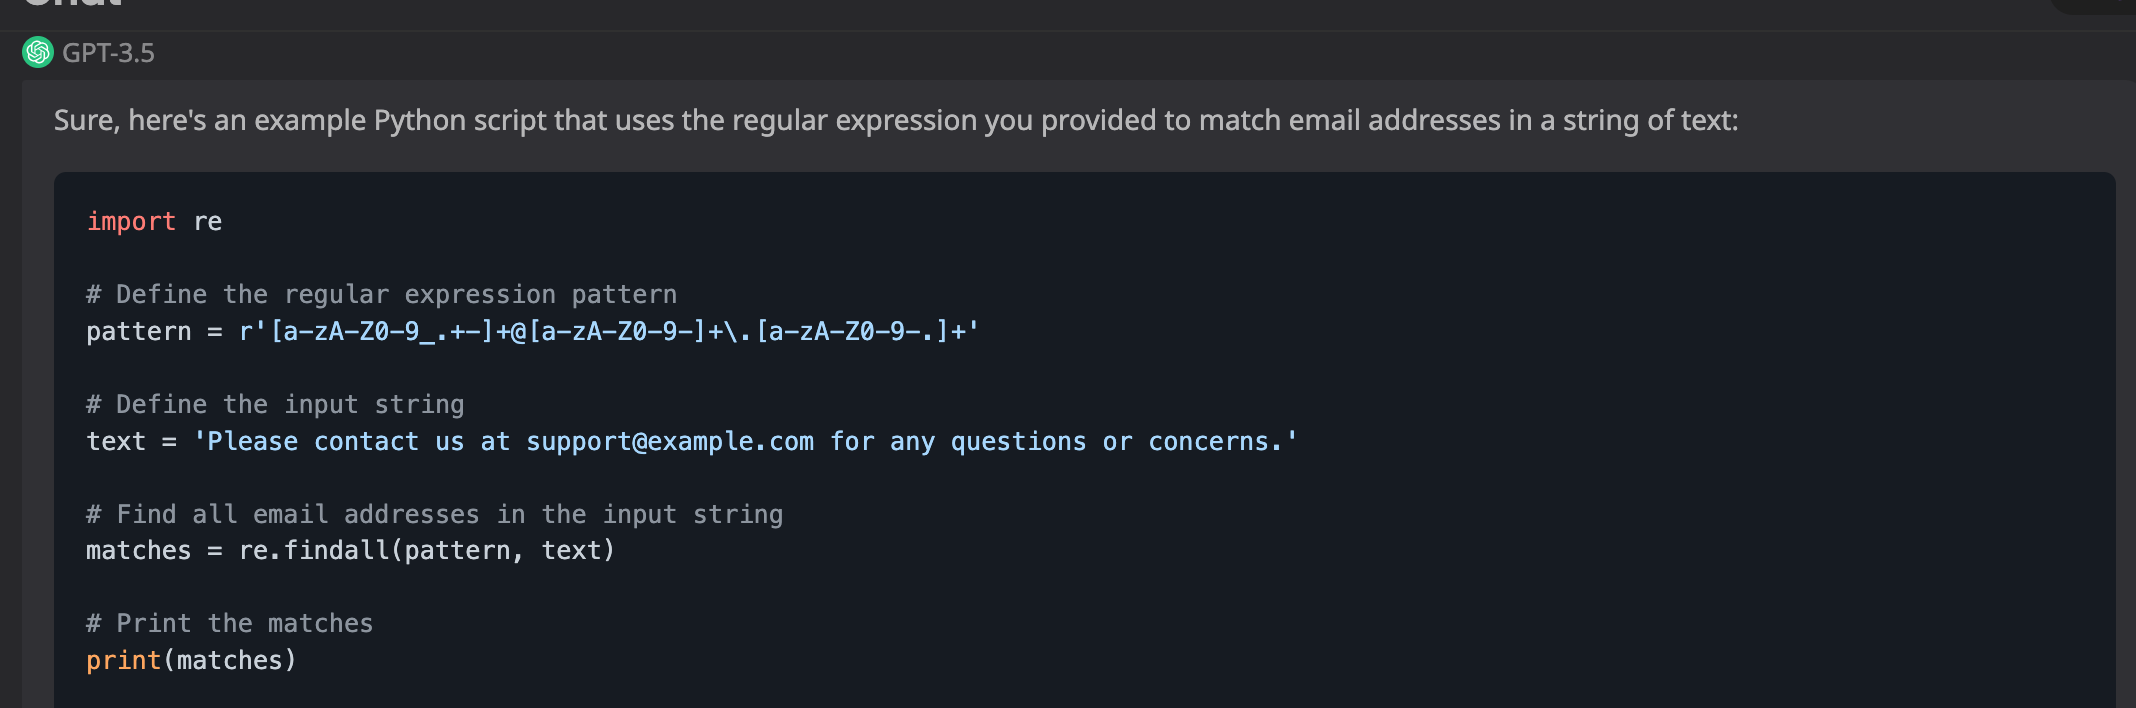 GPT-3.5
Sure, here's an example Python script that uses the regular expression you provided to match email addresses in a string of text:
import re
# Define the regular expression pattern
pattern = r'[a-zA-Z0-9_.+-]+@[a-zA-Z0-9-]+\.[a-zA-Z0-9-.]+'
# Define the input string
text = 'Please contact us at support@example.com for any questions or concerns.'
# Find all email addresses in the input string
matches = re.findall(pattern, text)
# Print the matches
print(matches)